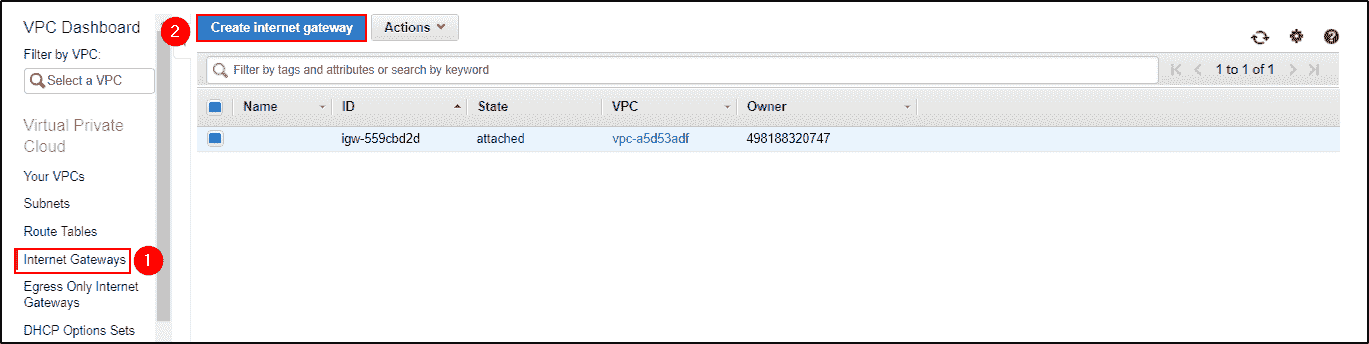 VPC Dashboard
Filter by VPC:
Select a VPC
Virtual Private
Cloud
Your VPCs
Subnets
Route Tables
Internet Gateways
1
Egress Only Internet
Gateways
DHCP Options Sets
2
Create internet gateway
Actions
Filter by tags and attributes or search by keyword
1 to 1 of 1
Name ID State VPC Owner
igw-559cbd2d attached vpc-a5d53adf 498188320747